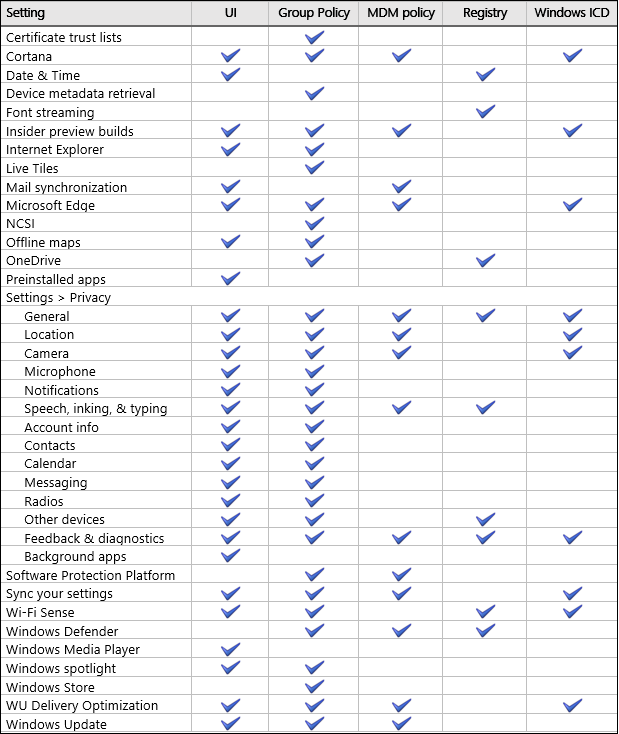 Setting UI Group Policy MDM policy Registry Windows ICD
Certificate trust lists
Cortana
Date & Time
Device metadata retrieval
Font streaming
Insider preview builds
Internet Explorer
Live Tiles
Mail synchronization
Microsoft Edge
NCSI
Offline maps
OneDrive
Preinstalled apps
Settings > Privacy
General
Location
Camera
Microphone
Notifications
Speech, inking, & typing
Account info
Contacts
Calendar
Messaging
Radios
Other devices
Feedback & diagnostics
Background apps
Software Protection Platform
Sync your settings
Wi-Fi Sense
Windows Defender
Windows Media Player
Windows spotlight
Windows Store
WU Delivery Optimization
Windows Update